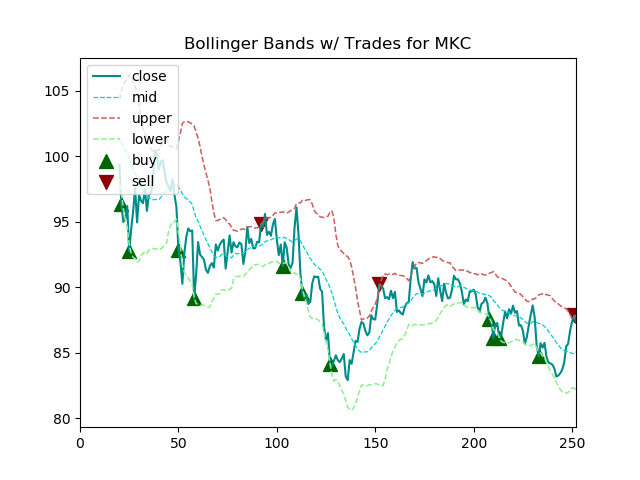 Bollinger Bands w/ Trades for MKC
close
mid
upper
lower
buy
sell
105
100
95
90
85
80
0 50 100 150 200 250